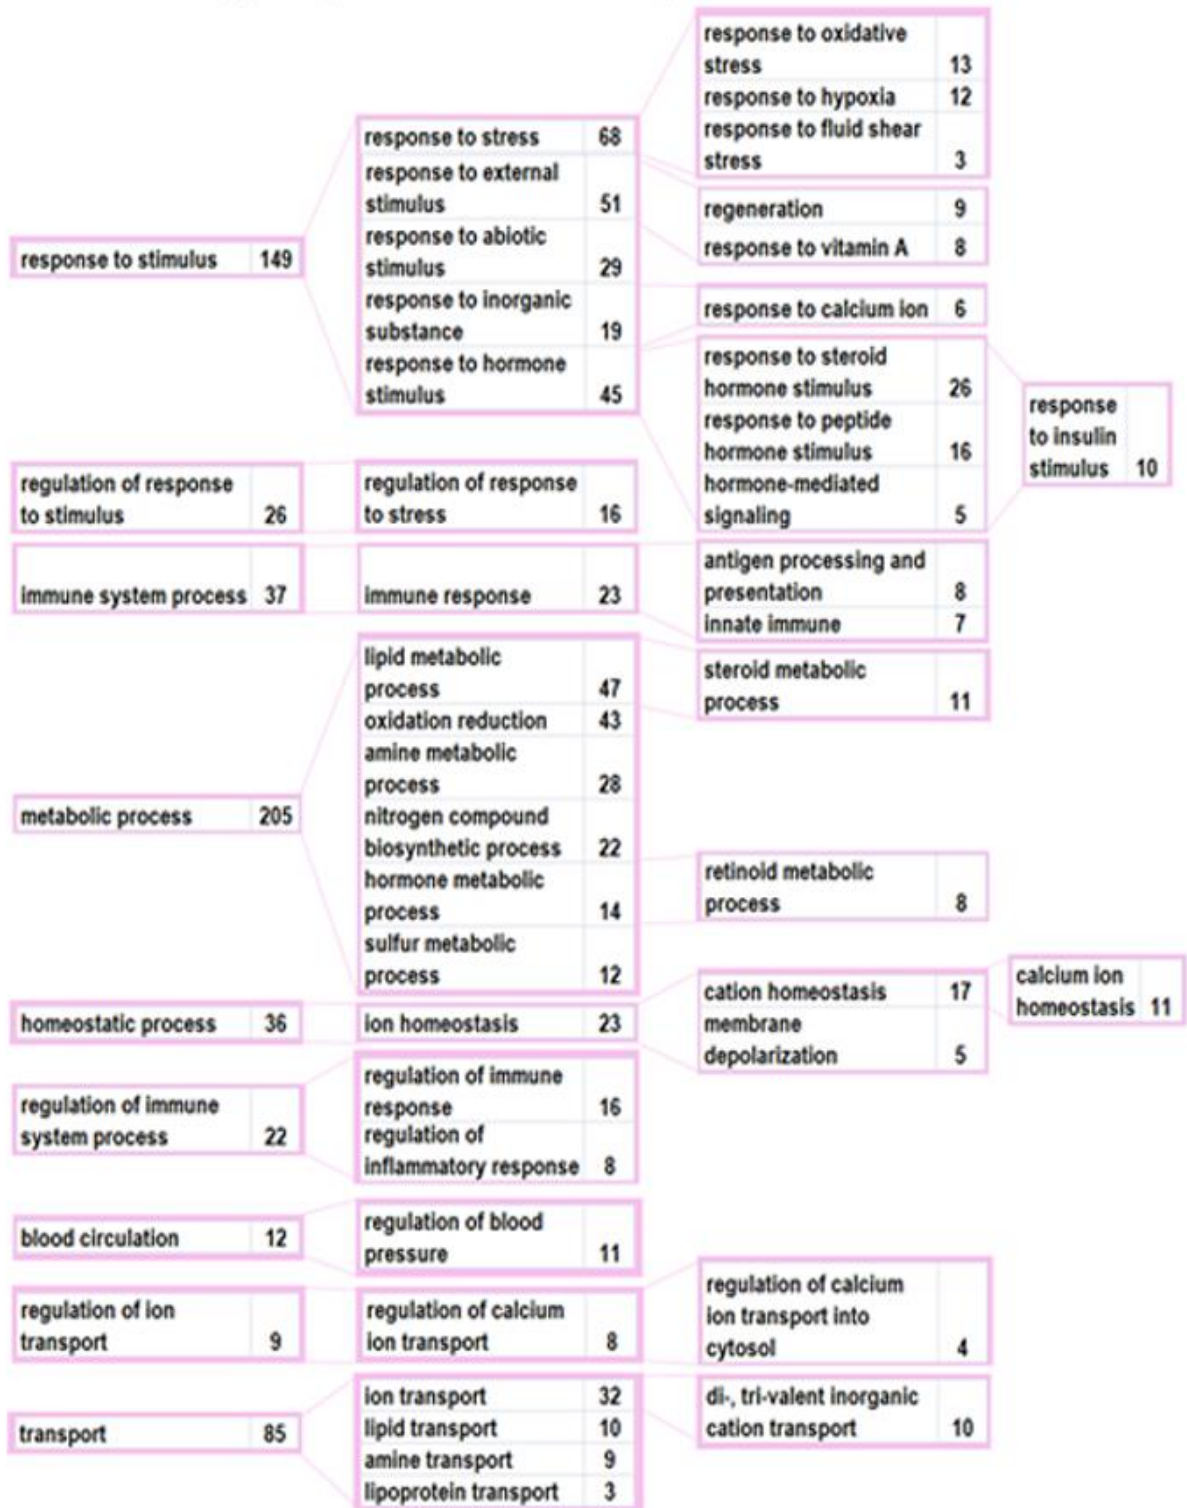 response to stimulus 149
response to stress 68
response to external
stimulus 51
response to abiotic
stimulus 29
response to inorganic
substance 19
response to hormone
stimulus 45
response to oxidative
stress 13
response to hypoxia 12
response to fluid shear
stress 3
regeneration 9
response to vitamin A 8
response to calcium ion 6
response to steroid
hormone stimulus 26
response to peptide
hormone stimulus 16
hormone-mediated
signaling 5
response
to insulin
stimulus 10
regulation of response
to stimulus 26
regulation of response
to stress 16
immune system process 37
immune response 23
antigen processing and
presentation 8
innate immune 7
metabolic process 205
lipid metabolic
process 47
oxidation reduction 43
amine metabolic
process 28
nitrogen compound
biosynthetic process 22
hormone metabolic
process 14
sulfur metabolic
process 12
steroid metabolic
process 11
retinoid metabolic
process 8
homeostatic process 36
ion homeostasis 23
cation homeostasis 17
membrane
depolarization 5
calcium ion
homeostasis 11
regulation of immune
system process 22
regulation of immune
response 16
regulation of
inflammatory response 8
blood circulation 12
regulation of blood
pressure 11
regulation of ion
transport 9
regulation of calcium
ion transport 8
regulation of calcium
ion transport into
cytosol 4
transport 85
ion transport 32
lipid transport 10
amine transport 9
lipoprotein transport 3
di-, tri-valent inorganic
cation transport 10